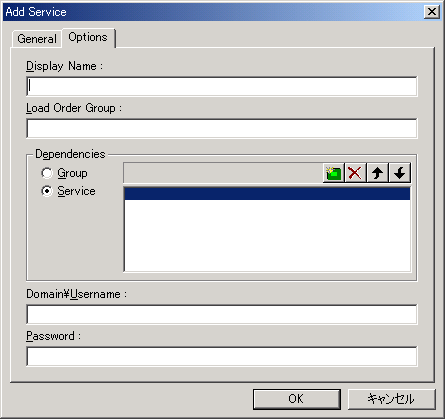 Add Service
General
Options
Display Name :
Load Order Group :
Dependencies
Group
Service
Domain¥Username :
Password :
OK
キャンセル